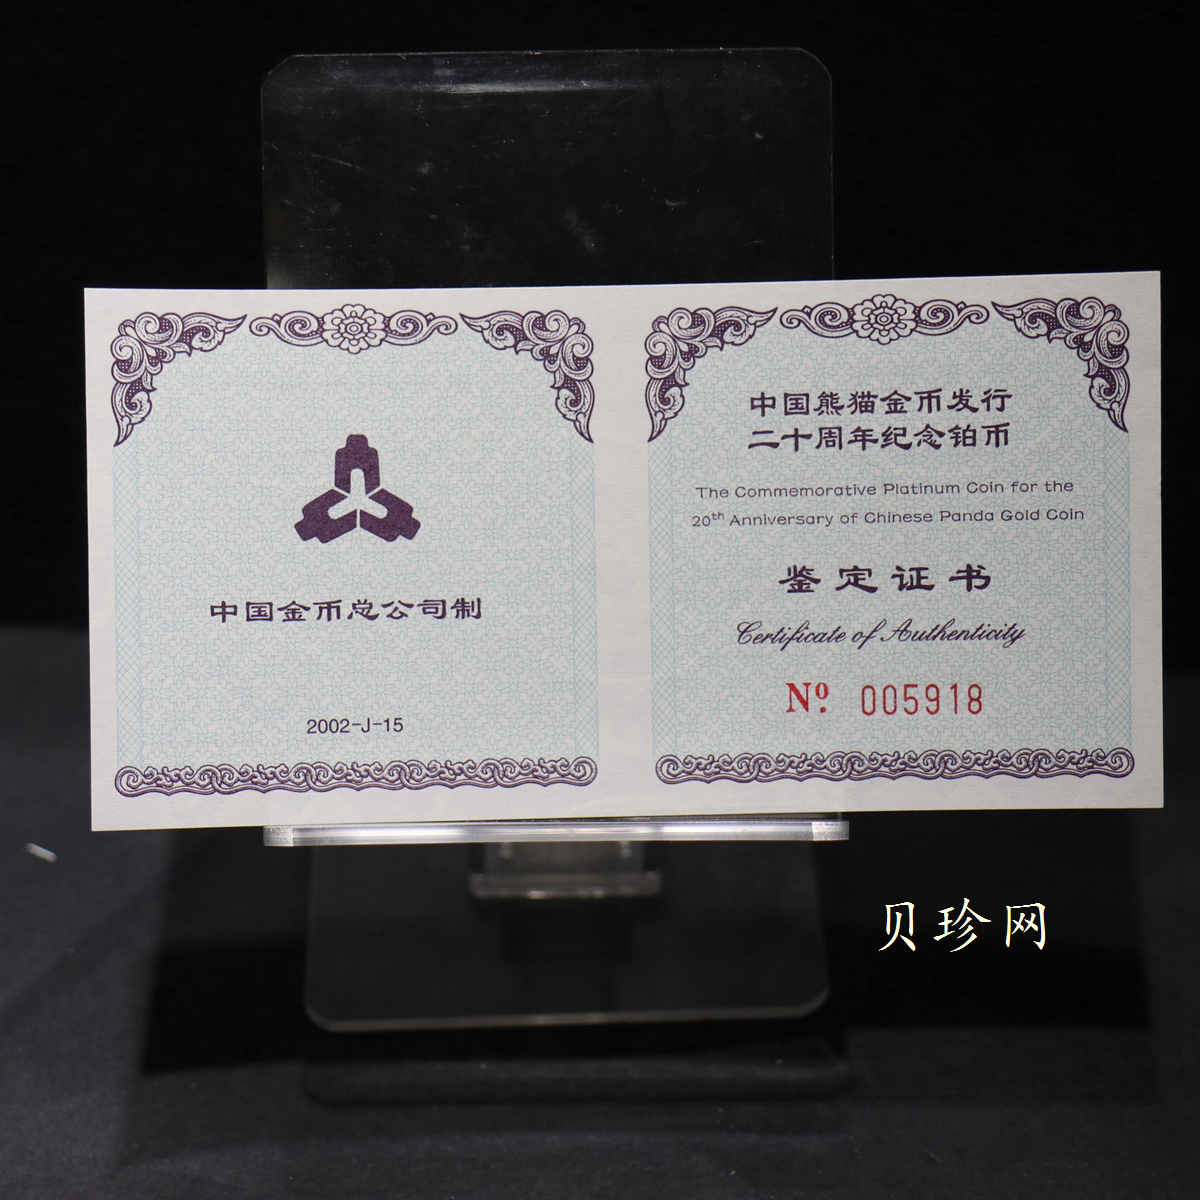 中国金币总公司制
2002-J-15
中国熊猫金币发行
二十周年纪念铂币
The Commemorative Platinum Coin for the
20th Anniversary of Chinese Panda Gold Coin
鉴定证书
Certificate of Authenticity
Nº 005918
贝珍网